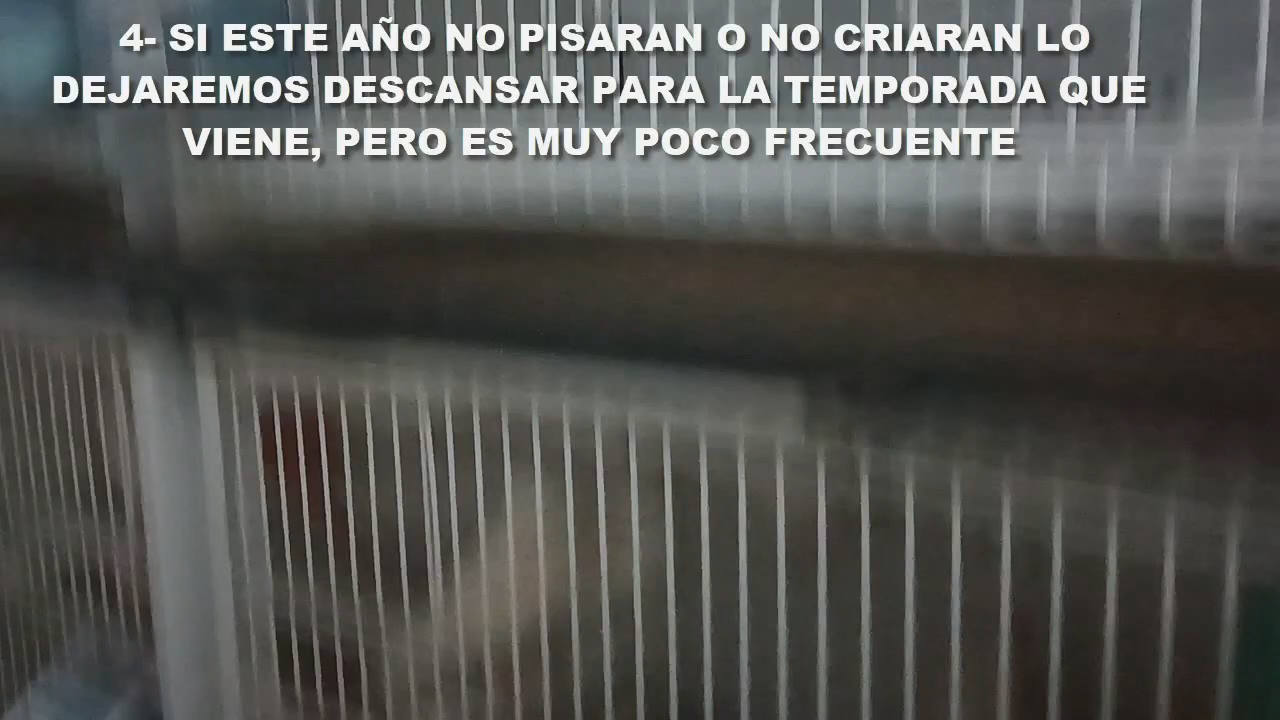 4- SI ESTE AÑO NO PISARAN O NO CRIARAN LO
DEJAREMOS DESCANSAR PARA LA TEMPORADA QUE
VIENE, PERO ES MUY POCO FRECUENTE